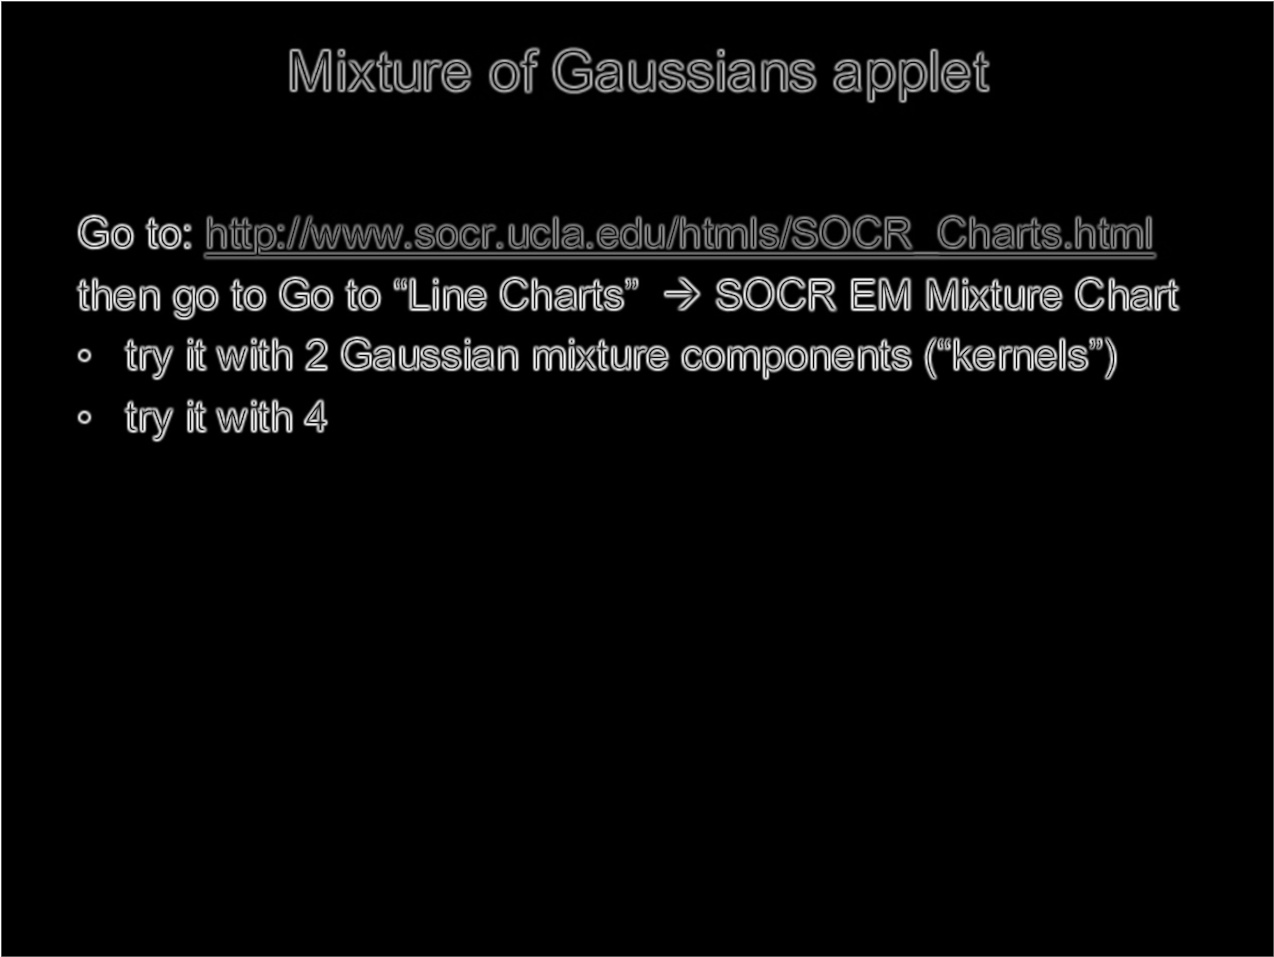 Mixture of Gaussians applet
Go to: http://www.socr.ucla.edu/htmls/SOCR_Charts.html
then go to Go to “Line Charts” → SOCR EM Mixture Chart
• try it with 2 Gaussian mixture components (“kernels”)
• try it with 4